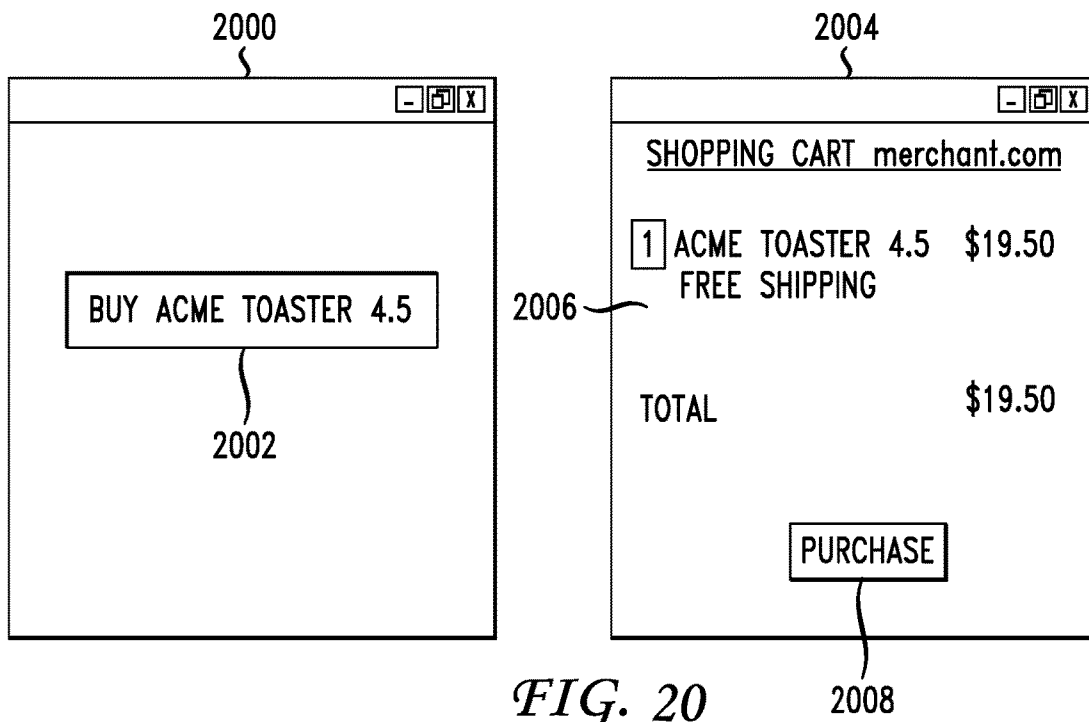 2000
2004
X
X
SHOPPING CART merchant.com
1 ACME TOASTER 4.5 $19.50
FREE SHIPPING
BUY ACME TOASTER 4.5
2006
TOTAL $19.50
2002
PURCHASE
FIG. 20
2008